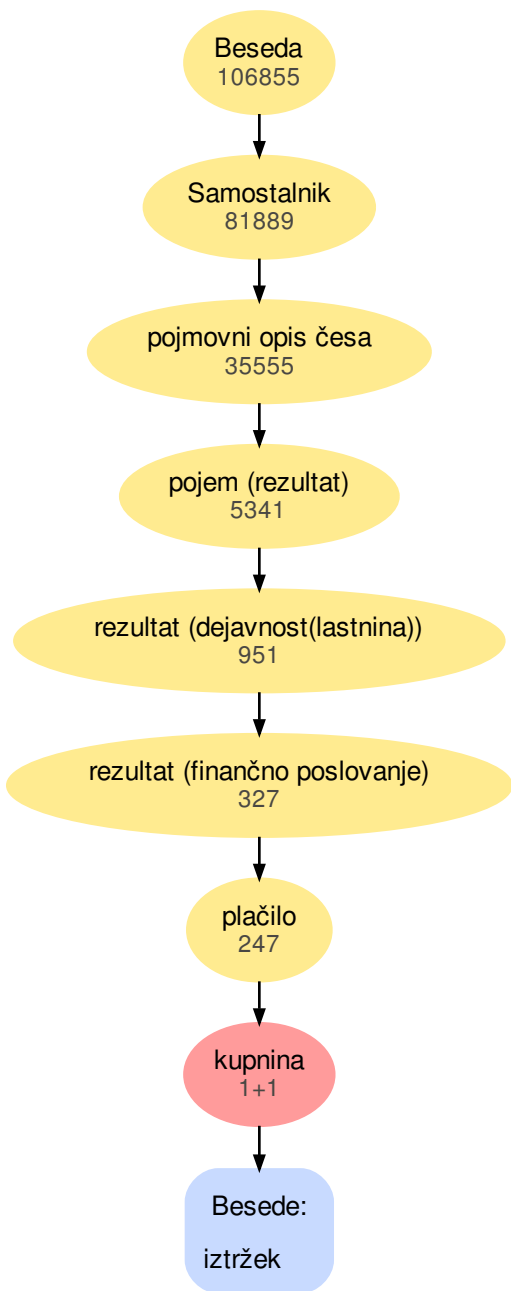 Beseda
106855
Samostalnik
81889
pojmovni opis česa
35555
pojem (rezultat)
5341
rezultat (dejavnost(lastnina))
951
rezultat (finančno poslovanje)
327
plačilo
247
kupnina
1+1
Besede:
iztržek